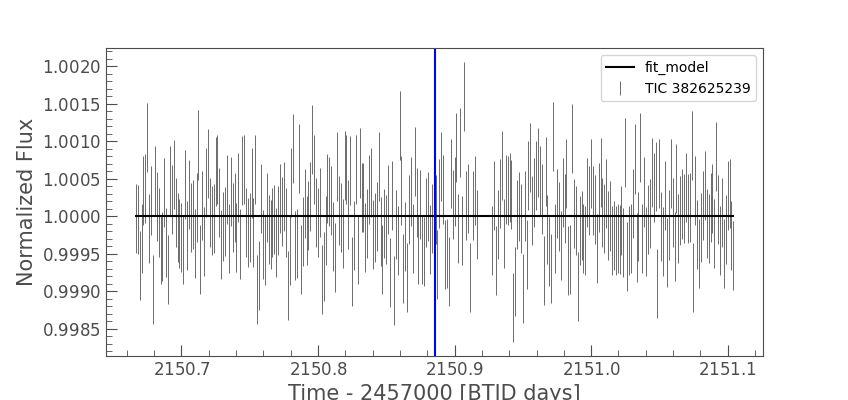 fit_model
TIC 382625239
1.0020
1.0015
1.0010
1.0005
1.0000
0.9995
0.9990
0.9985
Normalized Flux
2150.7 2150.8 2150.9 2151.0 2151.1
Time - 2457000 [BTJD days]